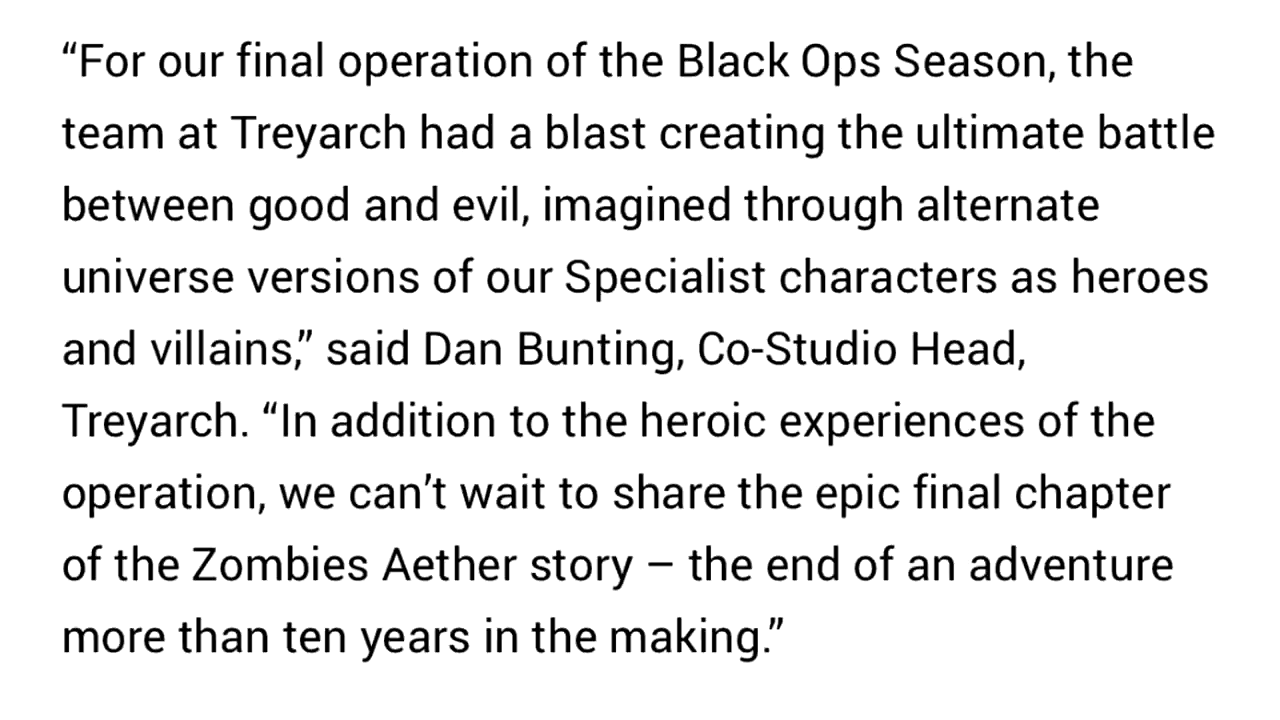 “For our final operation of the Black Ops Season, the
team at Treyarch had a blast creating the ultimate battle
between good and evil, imagined through alternate
universe versions of our Specialist characters as heroes
and villains,” said Dan Bunting, Co-Studio Head,
Treyarch. “In addition to the heroic experiences of the
operation, we can’t wait to share the epic final chapter
of the Zombies Aether story – the end of an adventure
more than ten years in the making.”